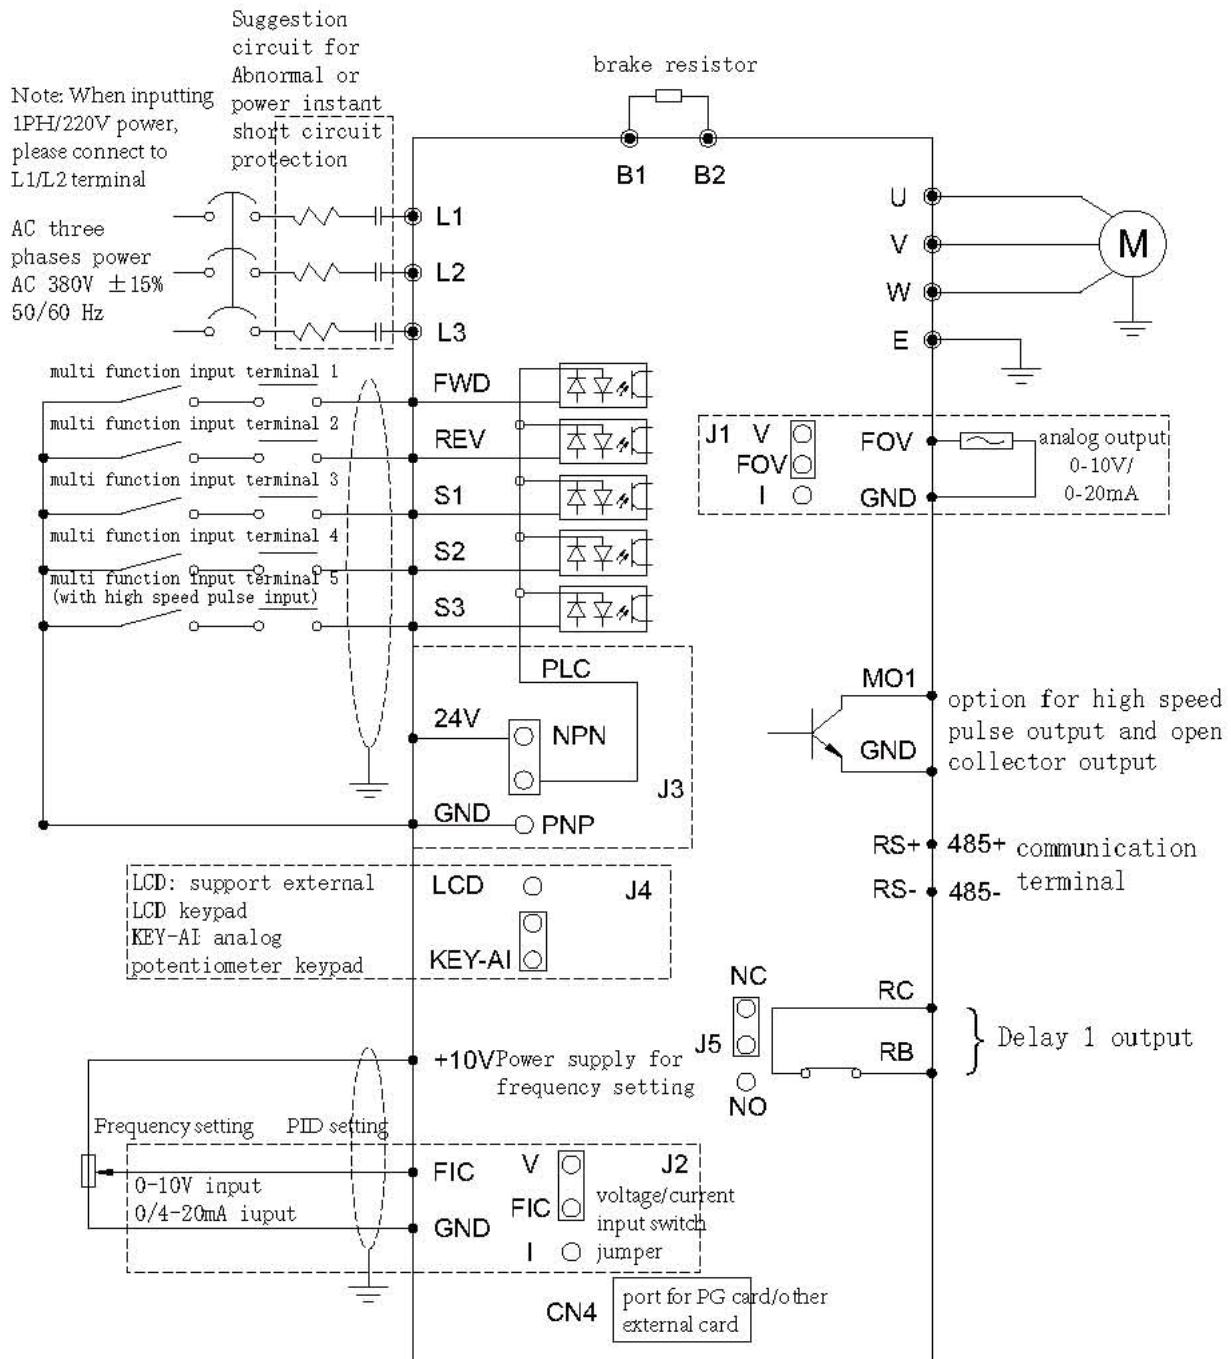 Suggestion
circuit for
Abnormal or
power instant
short circuit
protection
Note: When inputting
1PH/220V power,
please connect to
L1/L2 terminal
AC three
phases power
AC 380V ±15%
50/60 Hz
brake resistor
B1
B2
L1
L2
L3
U
V
W
E
M
multi function input terminal 1
FWD
multi function input terminal 2
REV
multi function input terminal 3
S1
multi function input terminal 4
S2
multi function input terminal 5
(with high speed pulse input)
S3
J1
V
FOV
I
FOV
GND
analog output
0-10V/
0-20mA
PLC
24V
NPN
J3
GND
PNP
MO1
GND
option for high speed
pulse output and open
collector output
RS+
485+
RS-
485-
communication
terminal
LCD: support external
LCD keypad
KEY-AI: analog
potentiometer keypad
LCD
J4
KEY-AI
NC
J5
NO
RC
RB
Delay 1 output
+10V
Power supply for
frequency setting
Frequency setting
PID setting
0-10V input
0/4-20mA iuput
FIC
GND
V
FIC
I
J2
voltage/current
input switch
jumper
CN4
port for PG card/other
external card